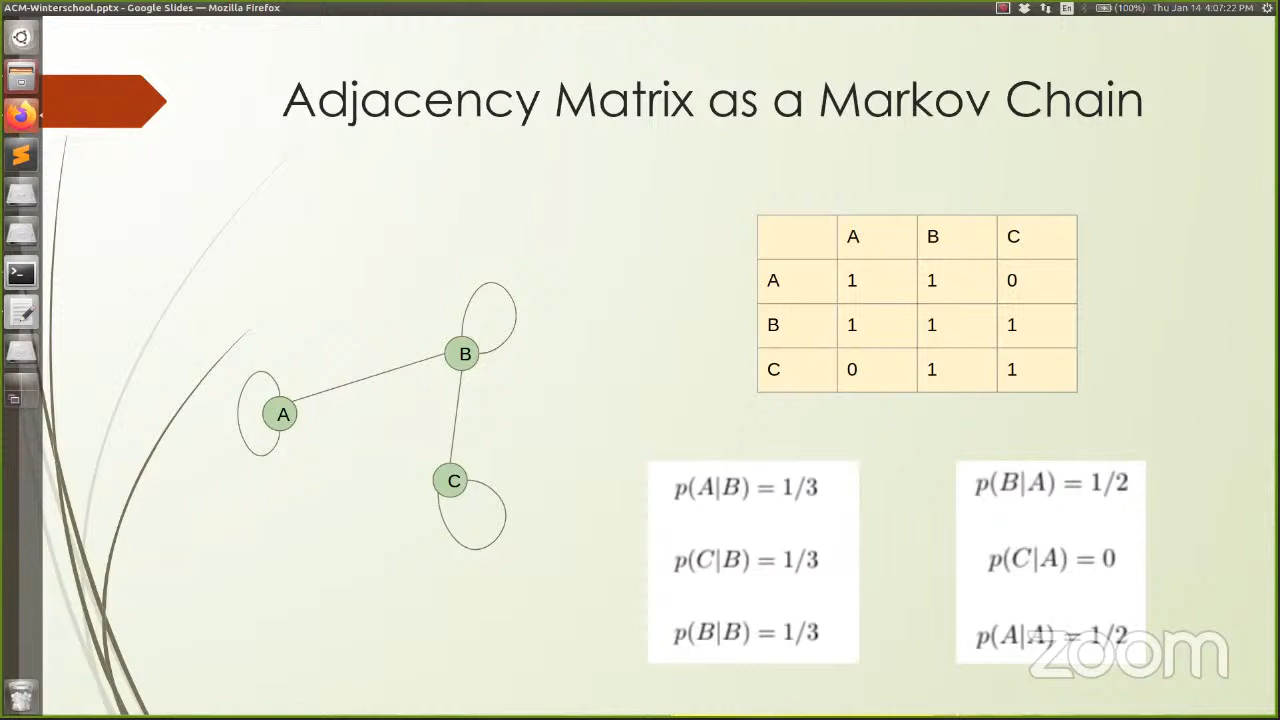 ACM-Winterschool.pptx - Google Slides — Mozilla Firefox
En (100%) Thu Jan 14 4:07:22 PM
Adjacency Matrix as a Markov Chain
A B C
A 1 1 0
B 1 1 1
C 0 1 1
B
A
C
p(A|B) = 1/3
p(C|B) = 1/3
p(B|B) = 1/3
p(B|A) = 1/2
p(C|A) = 0
p(A|A) = 1/2
zoom